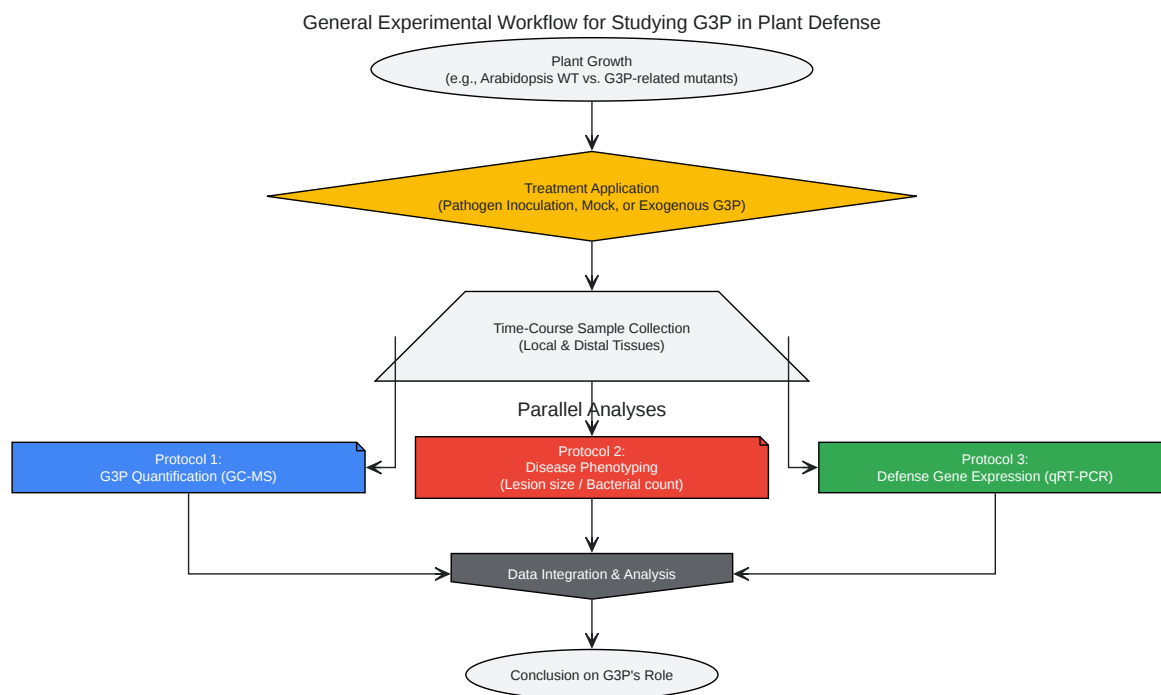 General Experimental Workflow for Studying G3P in Plant Defense
Plant Growth
(e.g., Arabidopsis WT vs. G3P-related mutants)
Treatment Application
(Pathogen Inoculation, Mock, or Exogenous G3P)
Time-Course Sample Collection
(Local & Distal Tissues)
Parallel Analyses
Protocol 1:
G3P Quantification (GC-MS)
Protocol 2:
Disease Phenotyping
(Lesion size / Bacterial count)
Protocol 3:
Defense Gene Expression (qRT-PCR)
Data Integration & Analysis
Conclusion on G3P's Role